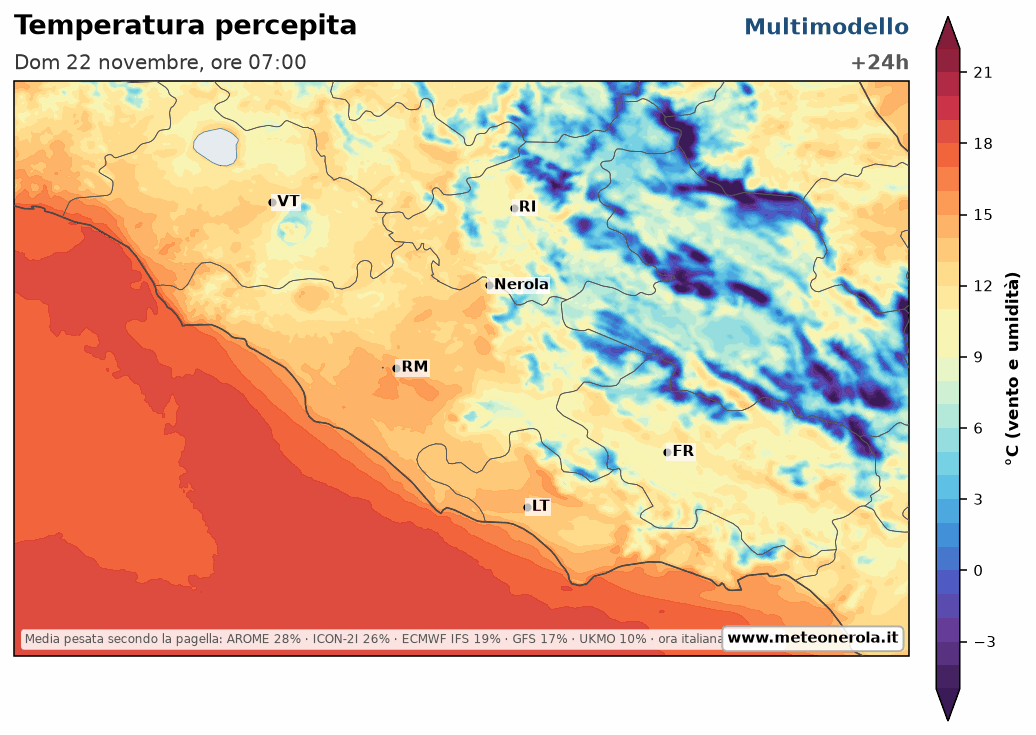 Temperatura percepita
Multimodello
Dom 22 novembre, ore 07:00
+24h
VT
RI
Nerola
RM
FR
LT
21
18
15
12
9
6
3
0
−3
°C (vento e umidità)
Media pesata secondo la pagella: AROME 28% · ICON-2I 26% · ECMWF IFS 19% · GFS 17% · UKMO 10% · ora italiana
www.meteonerola.it